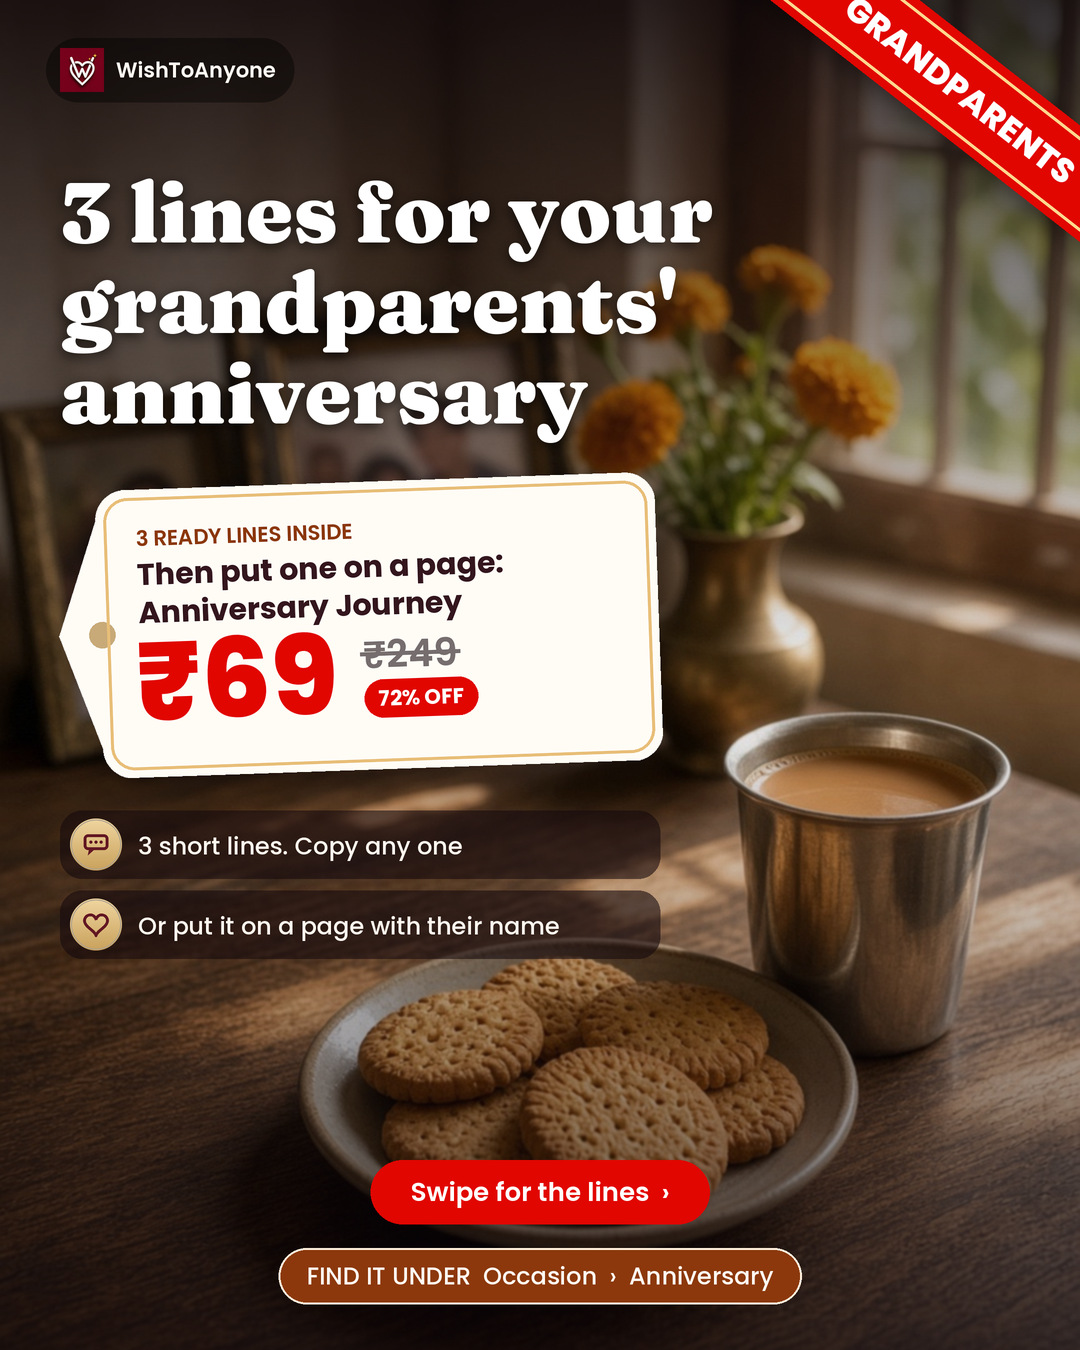 WishToAnyone
GRANDPARENTS
3 lines for your
grandparents'
anniversary
3 READY LINES INSIDE
Then put one on a page:
Anniversary Journey
₹69 ₹249
72% OFF
3 short lines. Copy any one
Or put it on a page with their name
Swipe for the lines ›
FIND IT UNDER Occasion › Anniversary